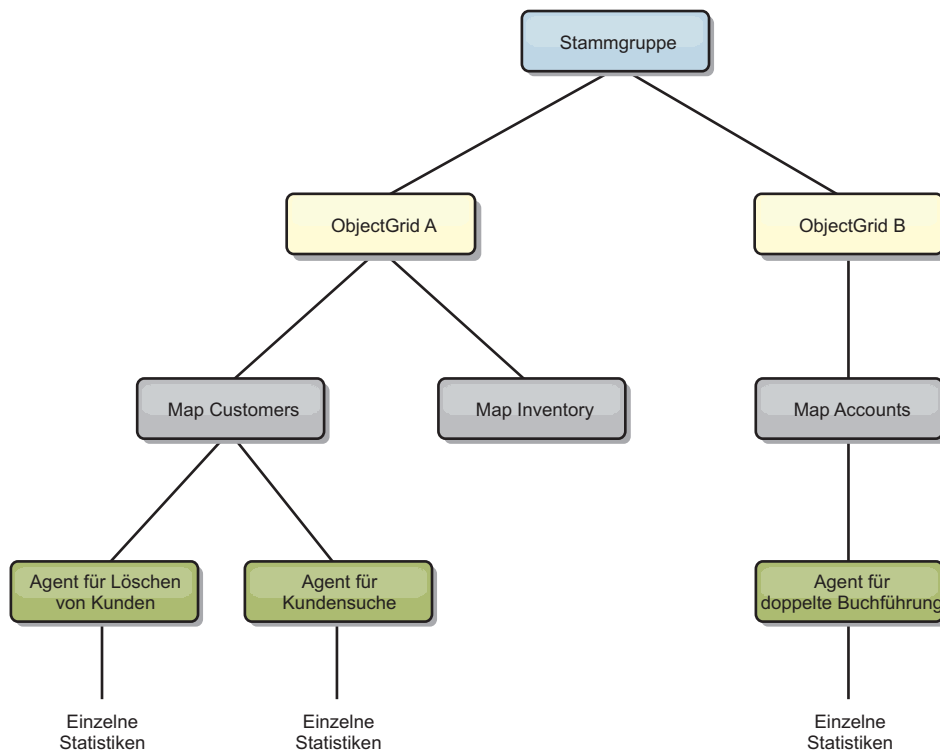 Stammgruppe
ObjectGrid A
ObjectGrid B
Map Customers
Map Inventory
Map Accounts
Agent für Löschen
von Kunden
Agent für
Kundensuche
Agent für
doppelte Buchführung
Einzelne
Statistiken
Einzelne
Statistiken
Einzelne
Statistiken